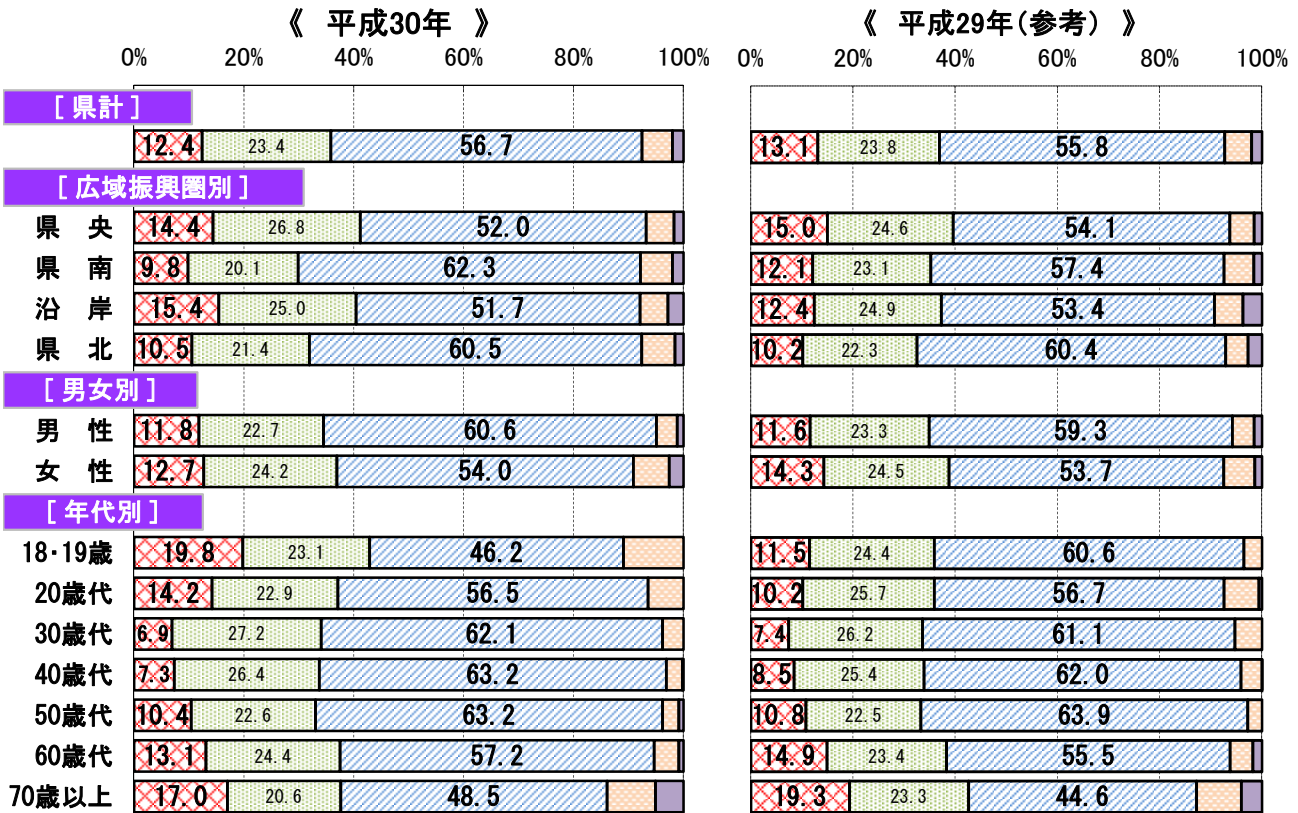 《 平成30年 》 《 平成29年(参考) 》
0% 20% 40% 60% 80% 100% 0% 20% 40% 60% 80% 100%
[ 県計 ]
12.4 23.4 56.7 13.1 23.8 55.8
[ 広域振興圏別 ]
県 央 14.4 26.8 52.0 15.0 24.6 54.1
県 南 9.8 20.1 62.3 12.1 23.1 57.4
沿 岸 15.4 25.0 51.7 12.4 24.9 53.4
県 北 10.5 21.4 60.5 10.2 22.3 60.4
[ 男女別 ]
男 性 11.8 22.7 60.6 11.6 23.3 59.3
女 性 12.7 24.2 54.0 14.3 24.5 53.7
[ 年代別 ]
18・19歳 19.8 23.1 46.2 11.5 24.4 60.6
20歳代 14.2 22.9 56.5 10.2 25.7 56.7
30歳代 6.9 27.2 62.1 7.4 26.2 61.1
40歳代 7.3 26.4 63.2 8.5 25.4 62.0
50歳代 10.4 22.6 63.2 10.8 22.5 63.9
60歳代 13.1 24.4 57.2 14.9 23.4 55.5
70歳以上 17.0 20.6 48.5 19.3 23.3 44.6